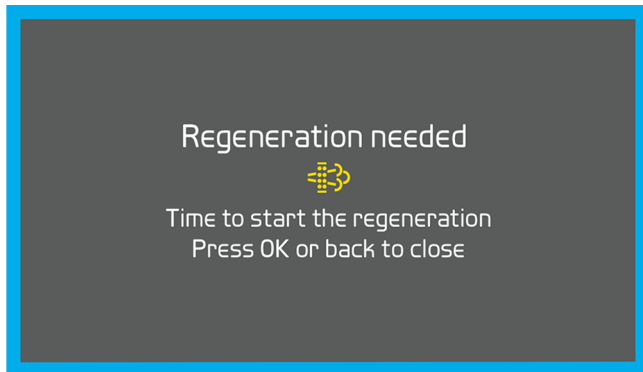 Regeneration needed
Time to start the regeneration
Press OK or back to close